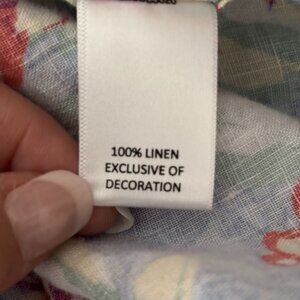 100% LINEN
EXCLUSIVE OF
DECORATION